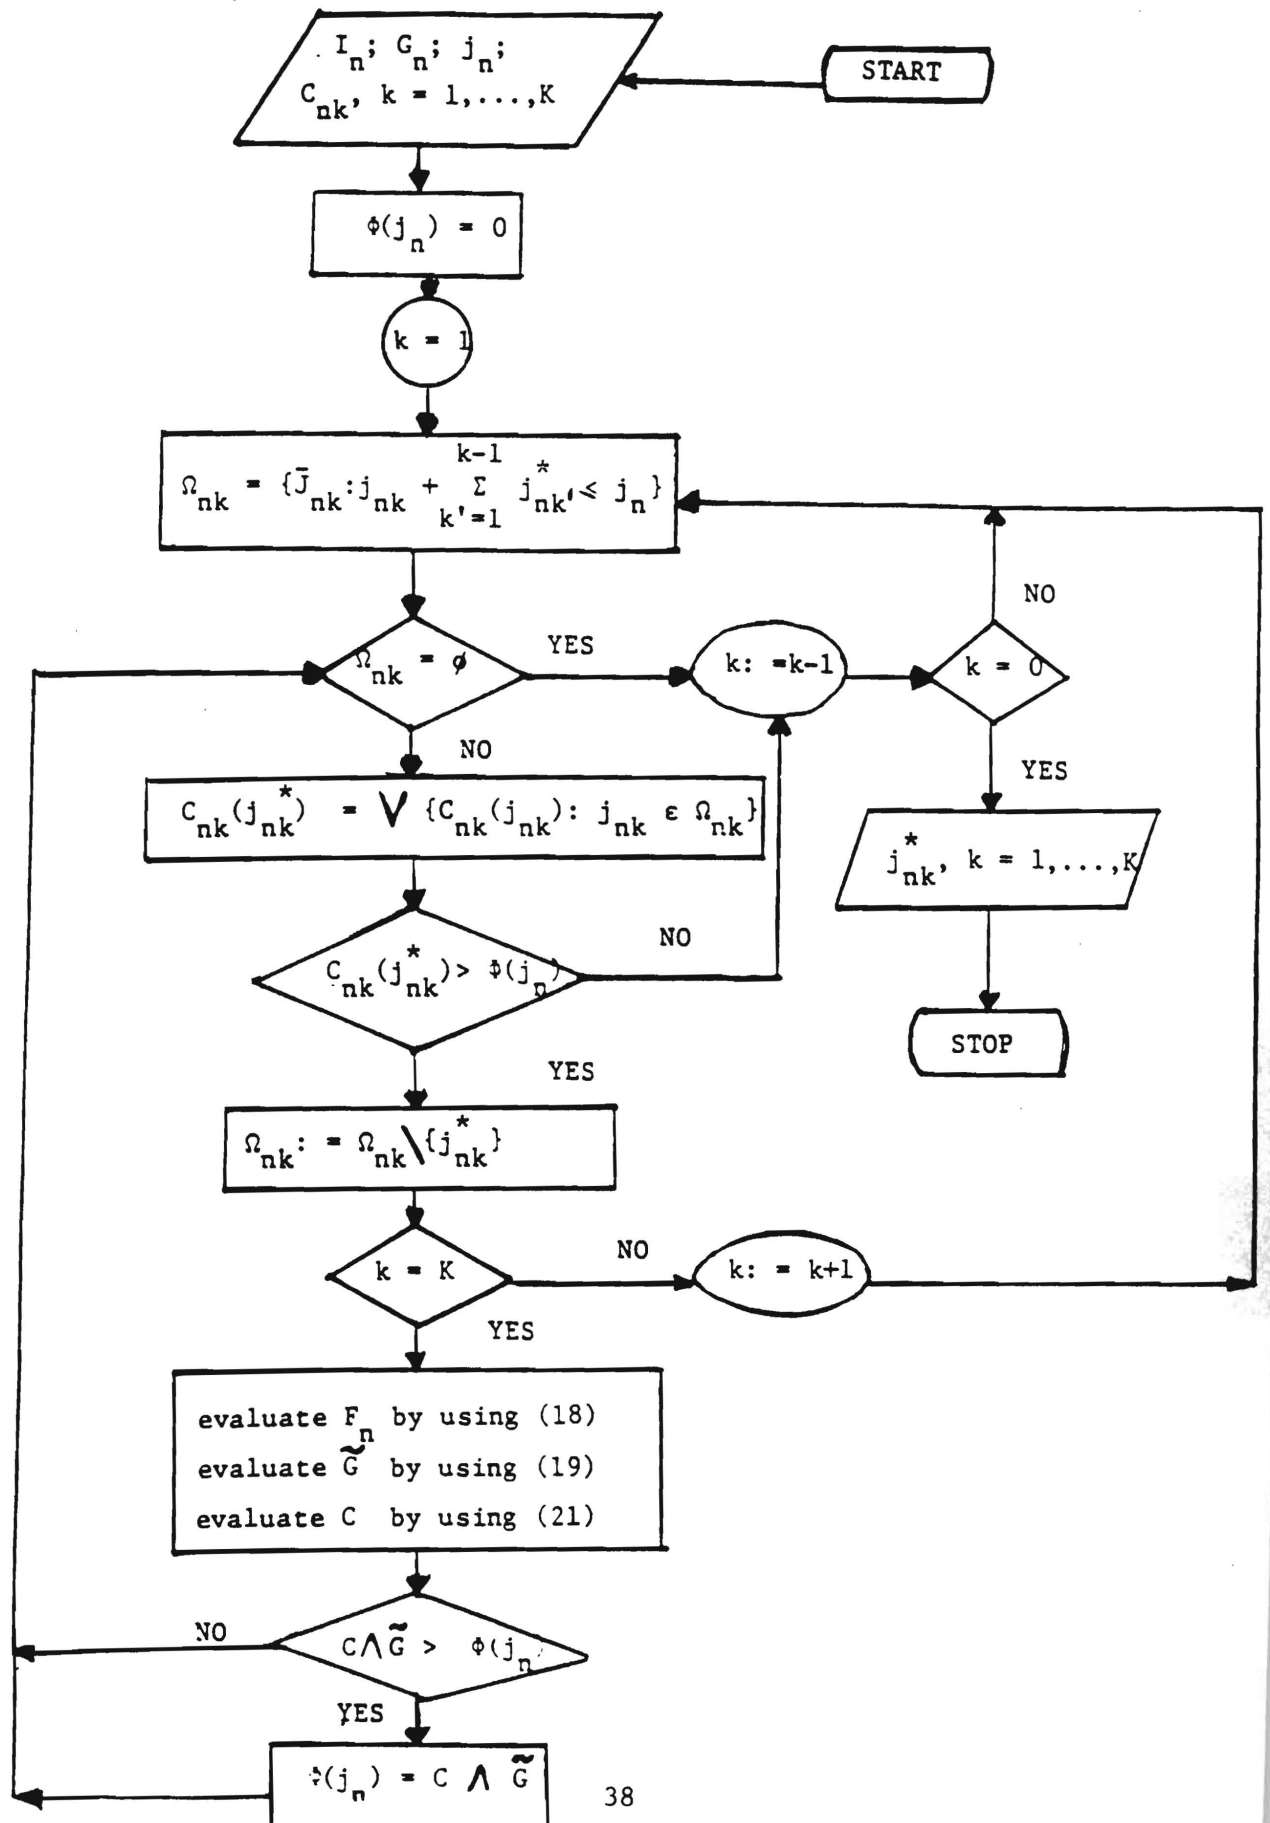 I_n; G_n; j_n;
C_nk, k = 1,...,K
START
Φ(j_n) = 0
k = 1
k-1
Ω_nk = {J̄_nk:j_nk + Σ j*_nk' ≤ j_n}
k'=1
NO
Ω_nk = ø
YES
k: =k-1
k = 0
NO
YES
C_nk(j*_nk) = V {C_nk(j_nk): j_nk ε Ω_nk}
j*_nk, k = 1,...,K
NO
C_nk(j*_nk)> Φ(j_n)
STOP
YES
Ω_nk: = Ω_nk\{j*_nk}
k = K
NO
k: = k+1
YES
evaluate F_n by using (18)
evaluate G̃ by using (19)
evaluate C by using (21)
NO
C∧G̃ > Φ(j_n)
YES
Φ(j_n) = C ∧ G̃
38